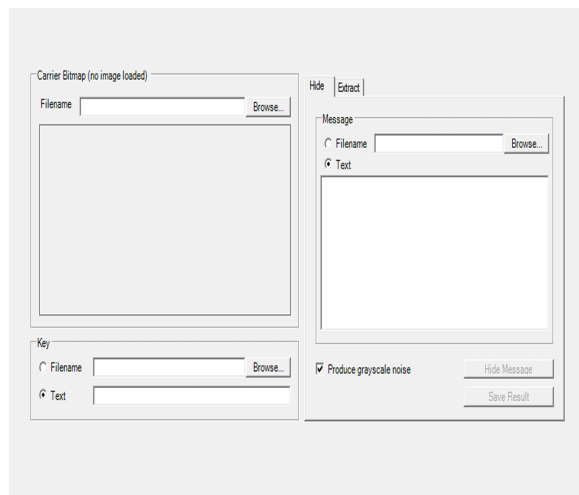 Carrier Bitmap (no image loaded)
Filename
Browse...
Key
Filename
Browse...
Text
Hide
Extract
Message
Filename
Browse...
Text
Produce grayscale noise
Hide Message
Save Result